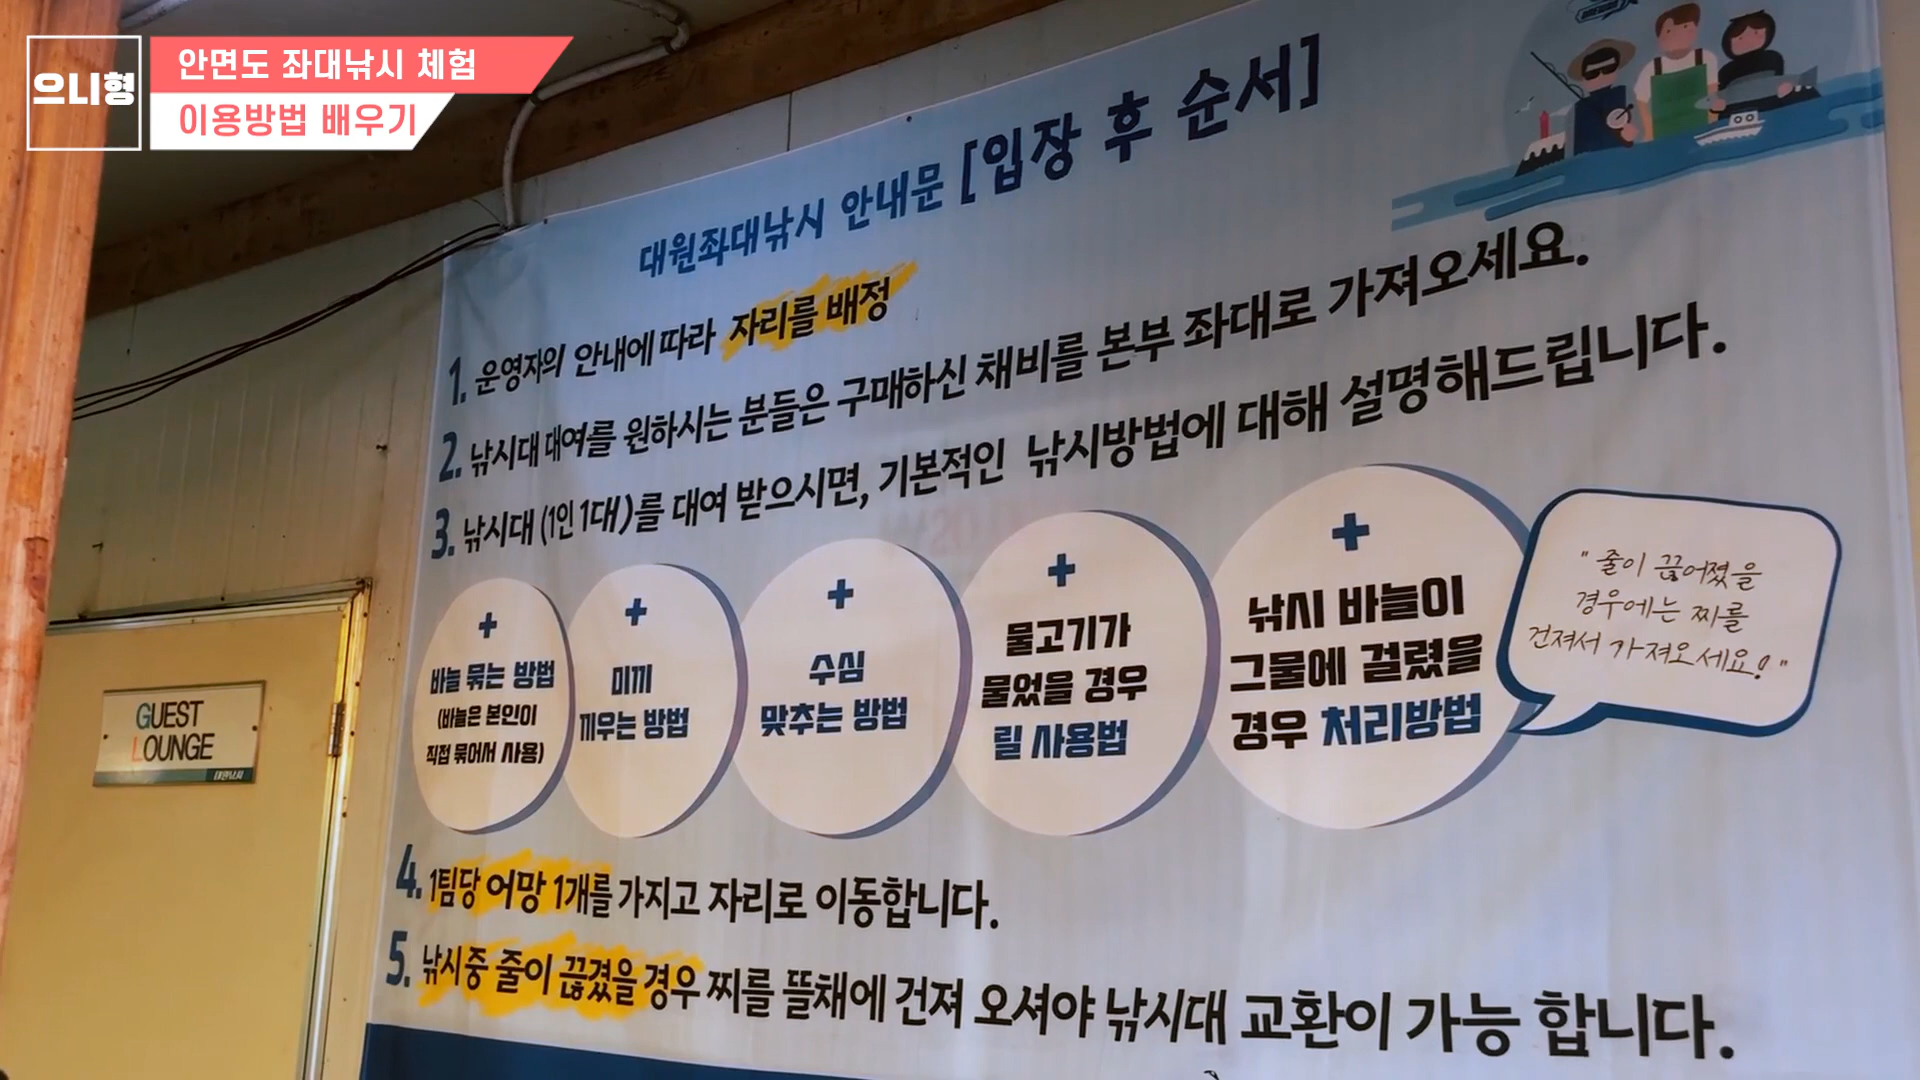 으니형
안면도 좌대낚시 체험
이용방법 배우기
대원좌대낚시 안내문 [입장 후 순서]
1. 운영자의 안내에 따라 자리를 배정
2. 낚시대 대여를 원하시는 분들은 구매하신 채비를 본부 좌대로 가져오세요.
3. 낚시대 (1인 1대)를 대여 받으시면, 기본적인 낚시방법에 대해 설명해드립니다.
+
바늘 묶는 방법
(바늘은 본인이
직접 묶어서 사용)
+
미끼
끼우는 방법
+
수심
맞추는 방법
+
물고기가
물었을 경우
릴 사용법
+
낚시 바늘이
그물에 걸렸을
경우 처리방법
"줄이 끊어졌을
경우에는 찌를
건져서 가져오세요!"
4. 1팀당 어망 1개를 가지고 자리로 이동합니다.
5. 낚시중 줄이 끊겼을 경우 찌를 뜰채에 건져 오셔야 낚시대 교환이 가능 합니다.
GUEST
LOUNGE
대원낚시